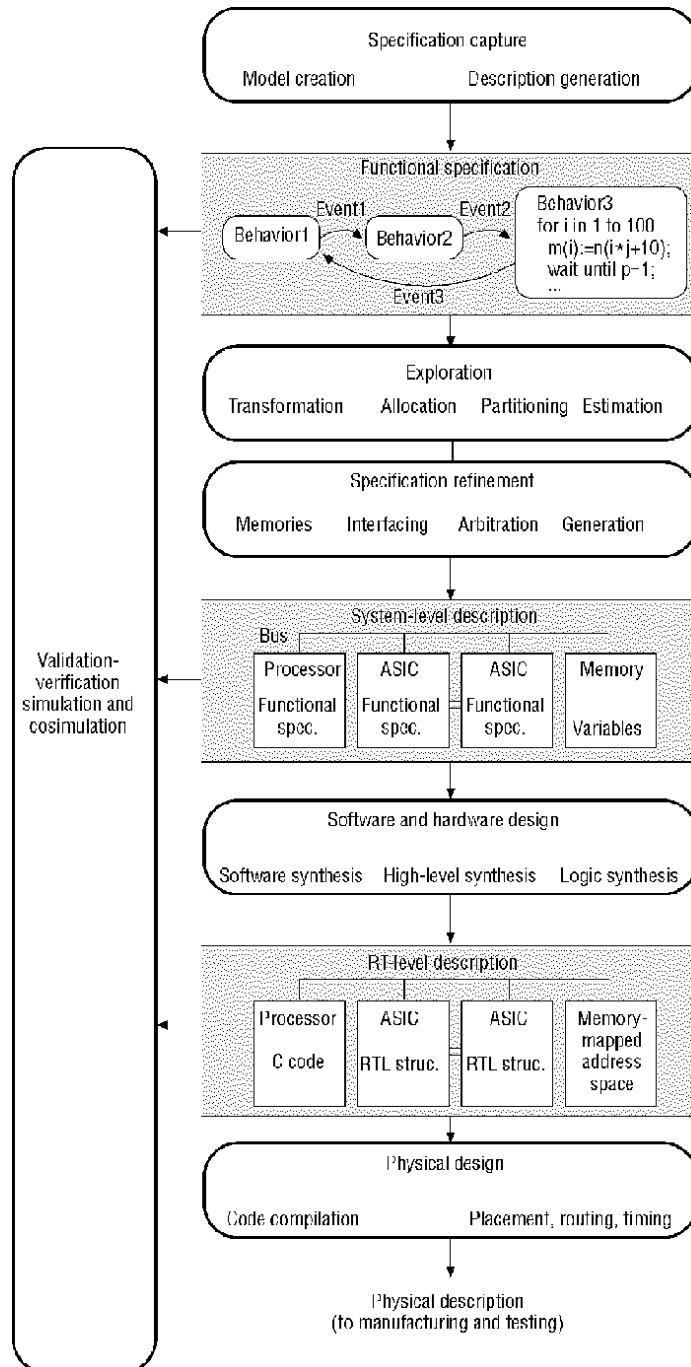 Specification capture
Model creation Description generation
Functional specification
Event1 Event2
Behavior1
Behavior2
Behavior3
for i in 1 to 100
m(i):=n(i*j+10);
wait until p=1;
...
Event3
Exploration
Transformation Allocation Partitioning Estimation
Specification refinement
Memories Interfacing Arbitration Generation
System-level description
Bus
Processor
Functional
spec.
ASIC
Functional
spec.
ASIC
Functional
spec.
Memory
Variables
Validation-
verification
simulation and
cosimulation
Software and hardware design
Software synthesis High-level synthesis Logic synthesis
RT-level description
Processor
C code
ASIC
RTL struc.
ASIC
RTL struc.
Memory-
mapped
address
space
Physical design
Code compilation Placement, routing, timing
Physical description
(to manufacturing and testing)